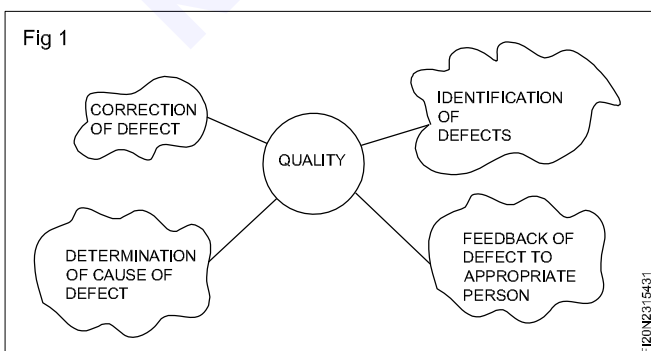 Fig 1
CORRECTION
OF DEFECT
IDENTIFICATION
OF
DEFECTS
QUALITY
DETERMINATION
OF CAUSE OF
DEFECT
FEEDBACK OF
DEFECT TO
APPROPRIATE
PERSON